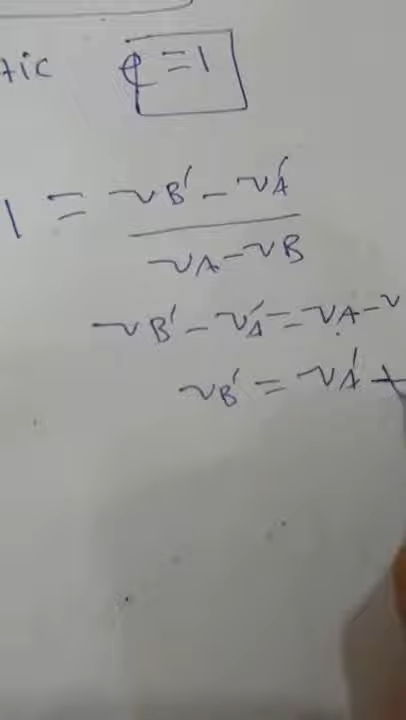 tic e = 1
1 = vB' - vA'
vA - vB
vB' - vA' = vA - v
vB' = vA' +